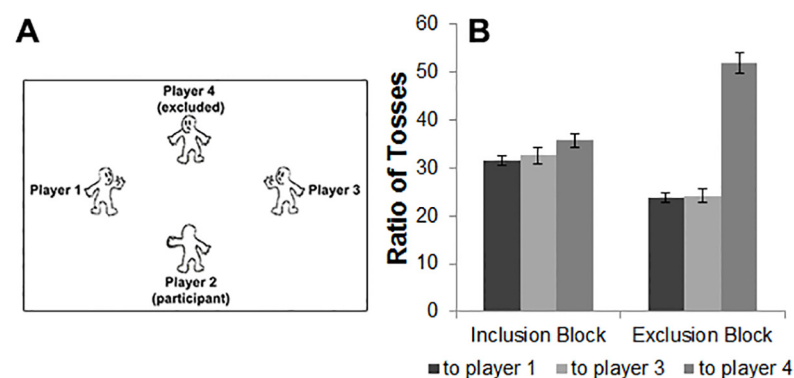 A
Player 4
(excluded)
Player 1
Player 3
Player 2
(participant)
B
Ratio of Tosses
60
50
40
30
20
10
0
Inclusion Block
Exclusion Block
to player 1
to player 3
to player 4